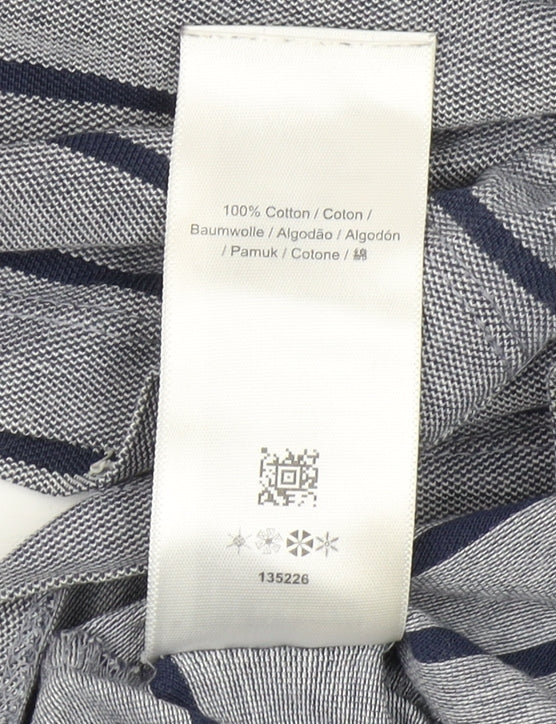 100% Cotton / Coton /
Baumwolle / Algodão / Algodón
/ Pamuk / Cotone / 綿
135226